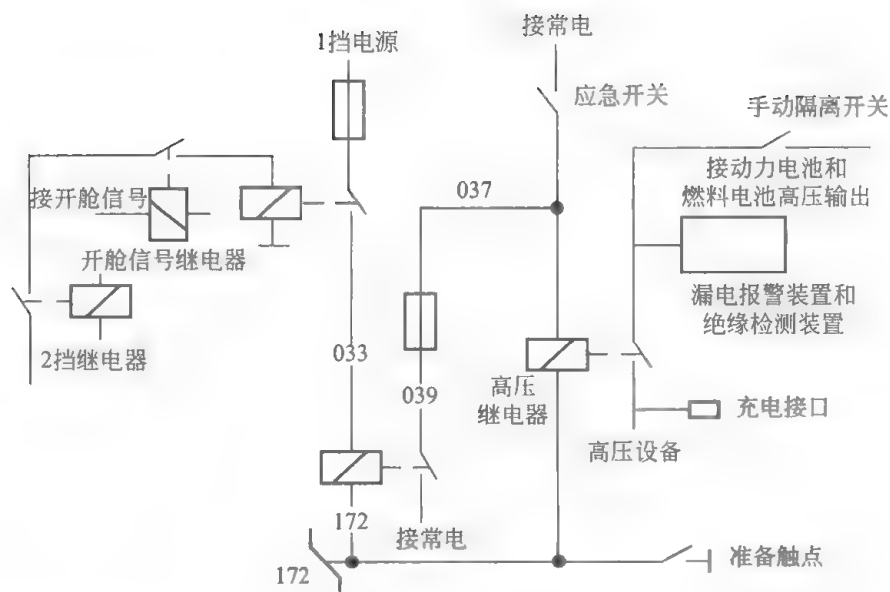 1挡电源
接常电
应急开关
手动隔离开关
接动力电池和
燃料电池高压输出
接开舱信号
037
开舱信号继电器
漏电报警装置和
绝缘检测装置
2挡继电器
033
039
高压
继电器
充电接口
高压设备
172
接常电
172
准备触点